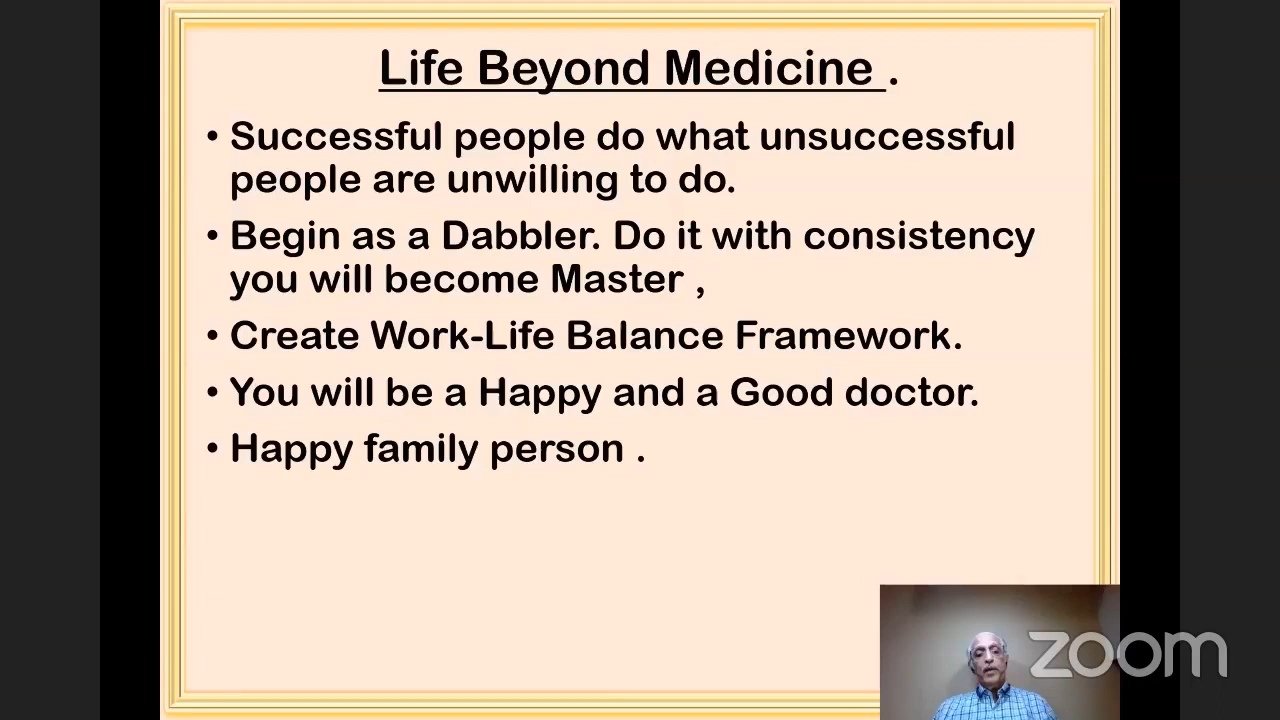 Life Beyond Medicine .
• Successful people do what unsuccessful
people are unwilling to do.
• Begin as a Dabbler. Do it with consistency
you will become Master ,
• Create Work-Life Balance Framework.
• You will be a Happy and a Good doctor.
• Happy family person .
zoom